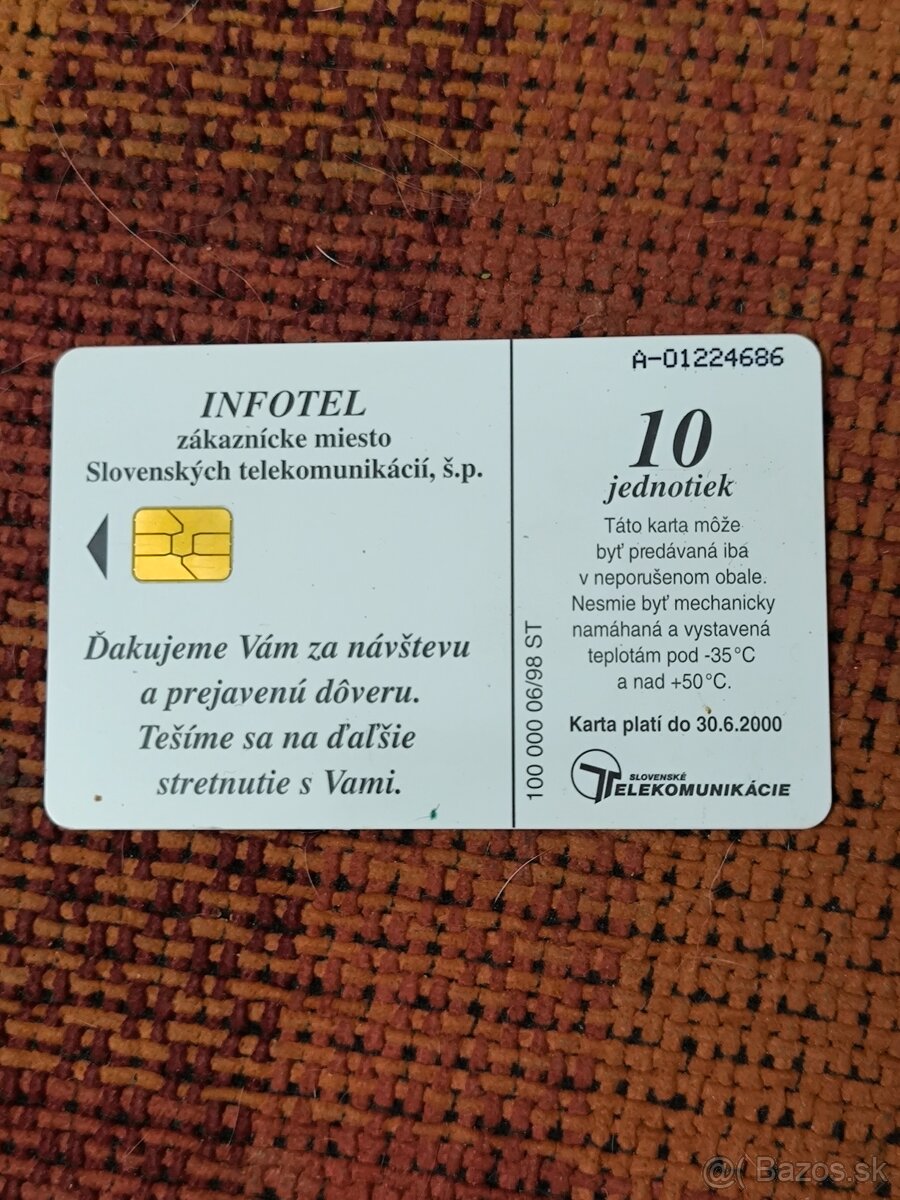 INFOTEL
zákaznícke miesto
Slovenských telekomunikácií, š.p.
Ďakujeme Vám za návštevu
a prejavenú dôveru.
Tešíme sa na ďaľšie
stretnutie s Vami.
100 000 06/98 ST
A-01224686
10
jednotiek
Táto karta môže
byť predávaná iba
v neporušenom obale.
Nesmie byť mechanicky
namáhaná a vystavená
teplotám pod -35°C
a nad +50°C.
Karta platí do 30.6.2000
SLOVENSKÉ
TELEKOMUNIKÁCIE
@ Bazos.sk